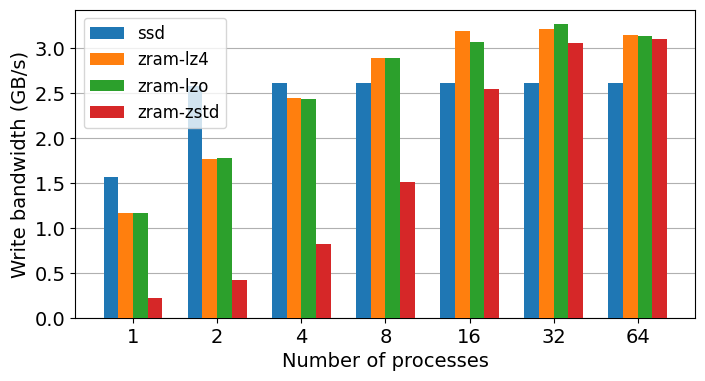 ssd
zram-lz4
zram-lzo
zram-zstd
Write bandwidth (GB/s)
3.0
2.5
2.0
1.5
1.0
0.5
0.0
1 2 4 8 16 32 64
Number of processes